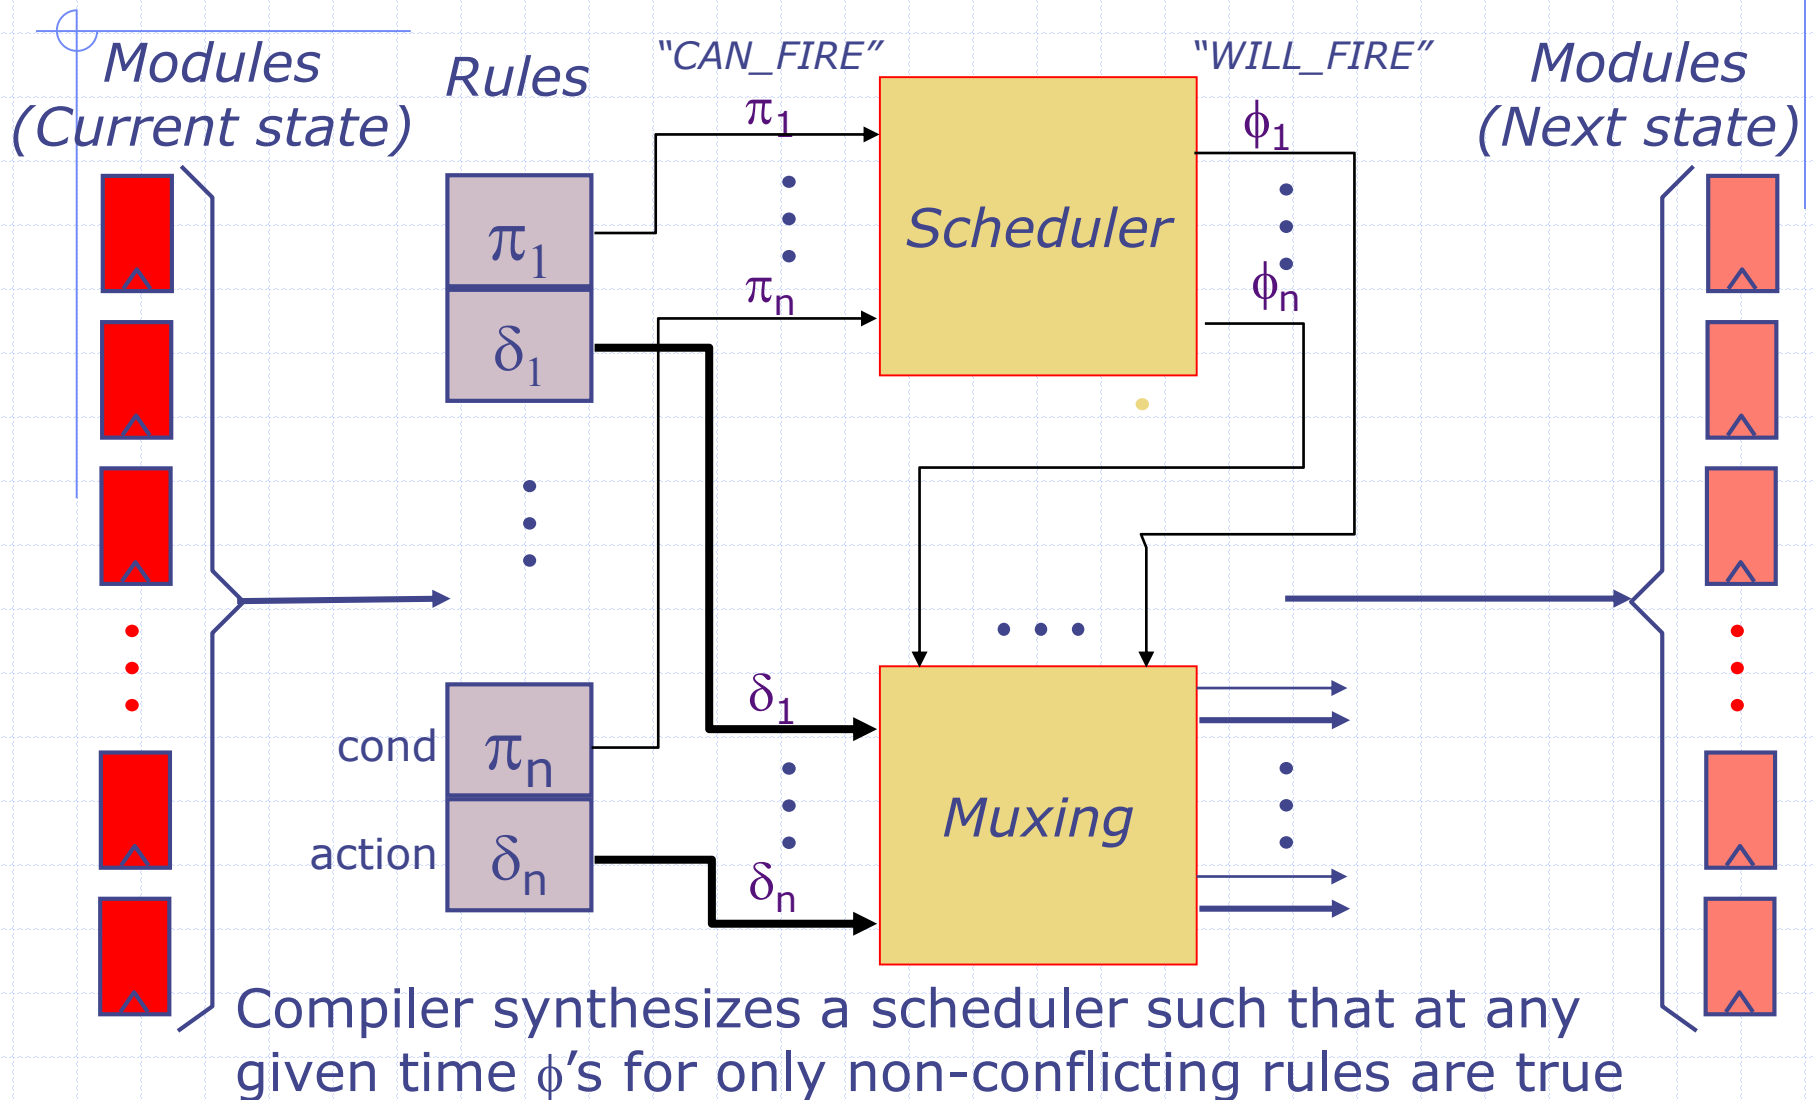 Modules
(Current state)
Rules
“CAN_FIRE”
“WILL_FIRE”
Modules
(Next state)
π1
πn
Scheduler
ϕ1
ϕn
π1
δ1
cond
πn
action
δn
δ1
δn
Muxing
Compiler synthesizes a scheduler such that at any
given time ϕ’s for only non-conflicting rules are true